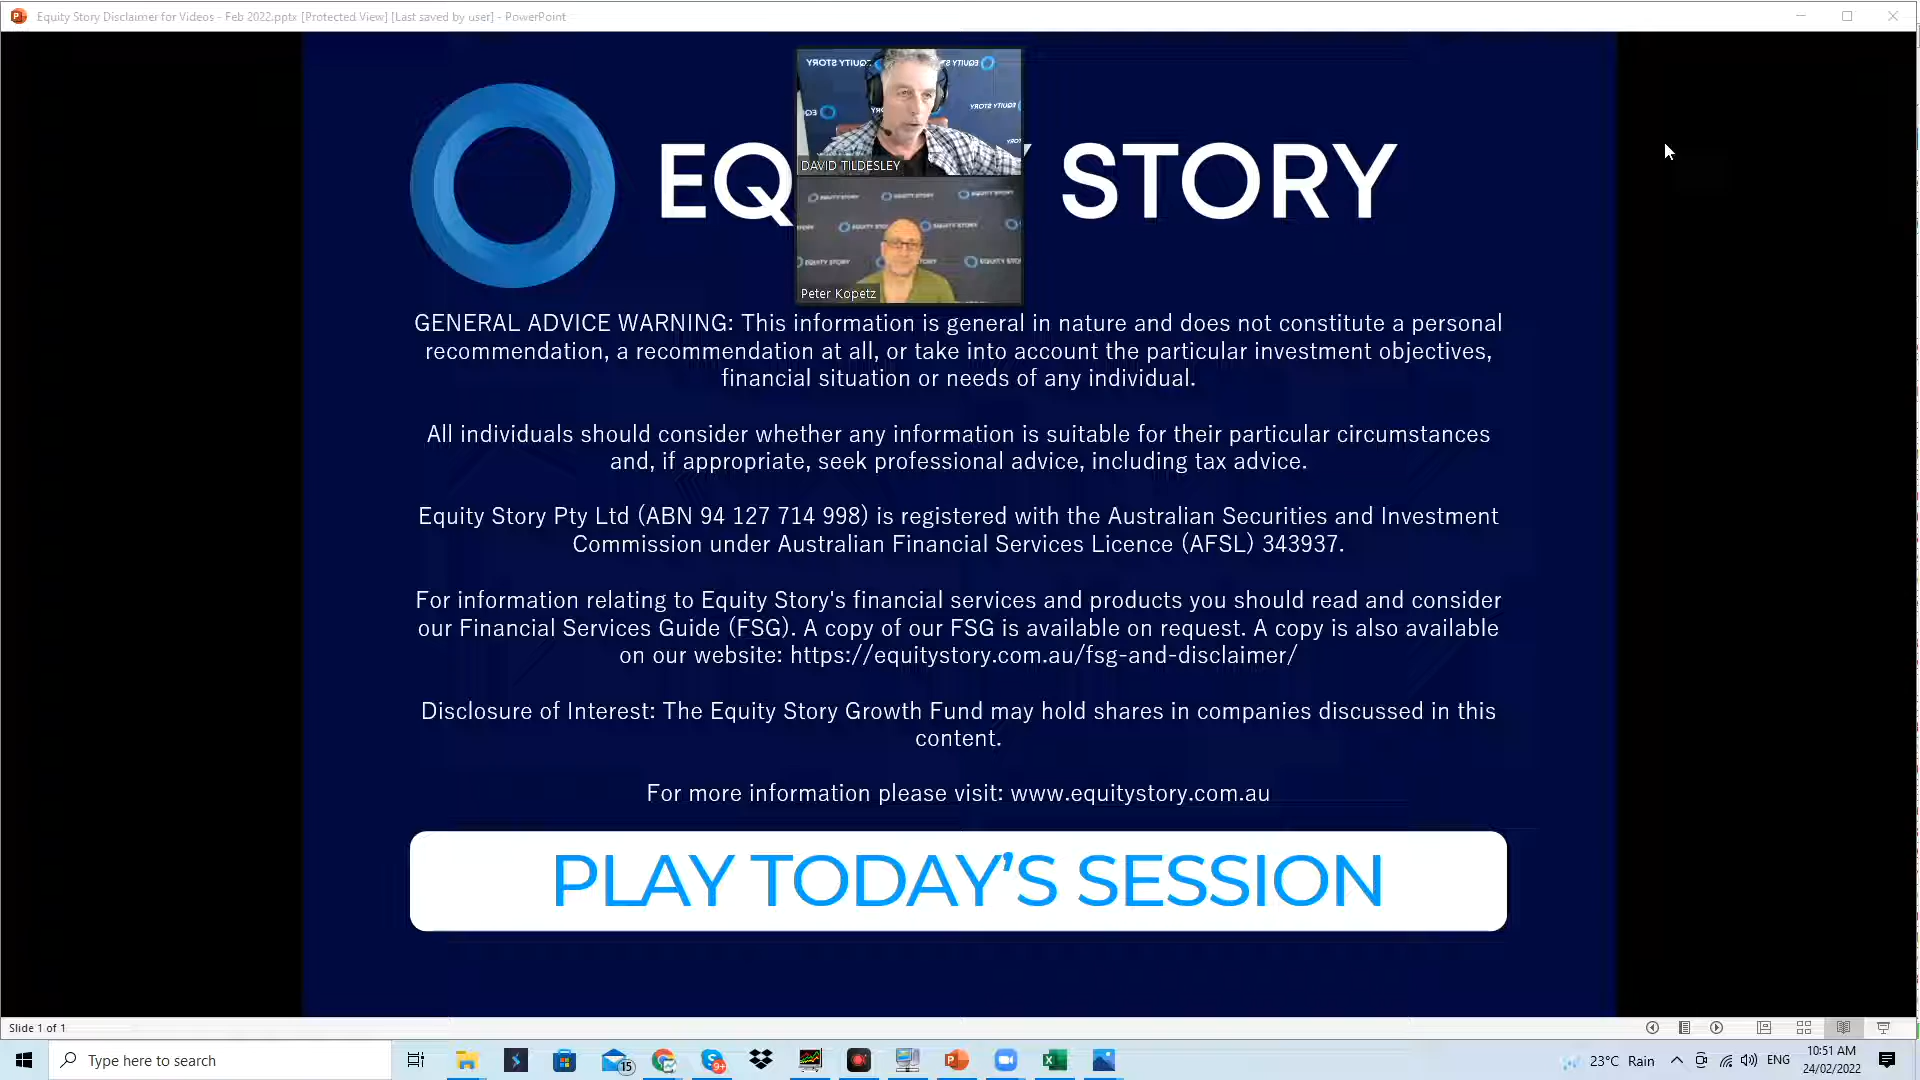 Equity Story Disclaimer for Videos - Feb 2022.pptx [Protected View] [Last saved by user] - PowerPoint
EQ
STORY
DAVID TILDESLEY
Peter Kopetz
GENERAL ADVICE WARNING: This information is general in nature and does not constitute a personal
recommendation, a recommendation at all, or take into account the particular investment objectives,
financial situation or needs of any individual.
All individuals should consider whether any information is suitable for their particular circumstances
and, if appropriate, seek professional advice, including tax advice.
Equity Story Pty Ltd (ABN 94 127 714 998) is registered with the Australian Securities and Investment
Commission under Australian Financial Services Licence (AFSL) 343937.
For information relating to Equity Story's financial services and products you should read and consider
our Financial Services Guide (FSG). A copy of our FSG is available on request. A copy is also available
on our website: https://equitystory.com.au/fsg-and-disclaimer/
Disclosure of Interest: The Equity Story Growth Fund may hold shares in companies discussed in this
content.
For more information please visit: www.equitystory.com.au
PLAY TODAY’S SESSION
Slide 1 of 1
Type here to search
15
9+
23°C Rain
ENG
10:51 AM
24/02/2022